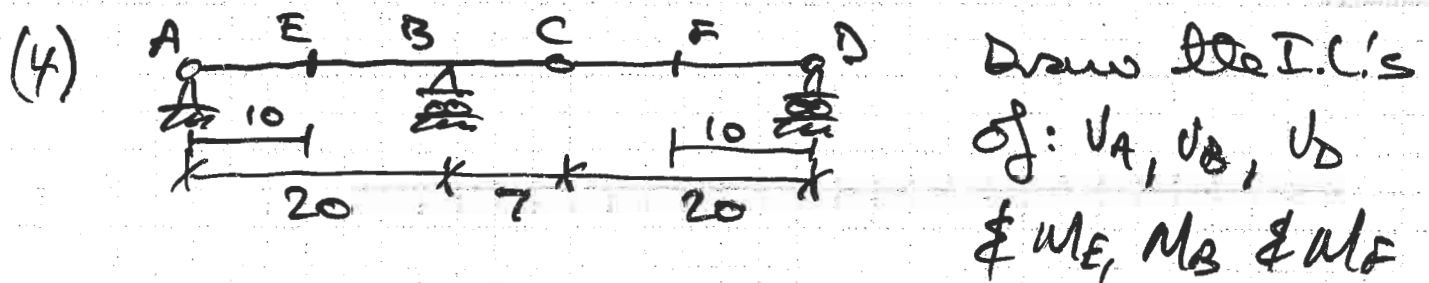 (4) A E B C F D Draw the I.L.'s
10 10 of: VA, VB, VD
20 7 20
& ME, MB & MF